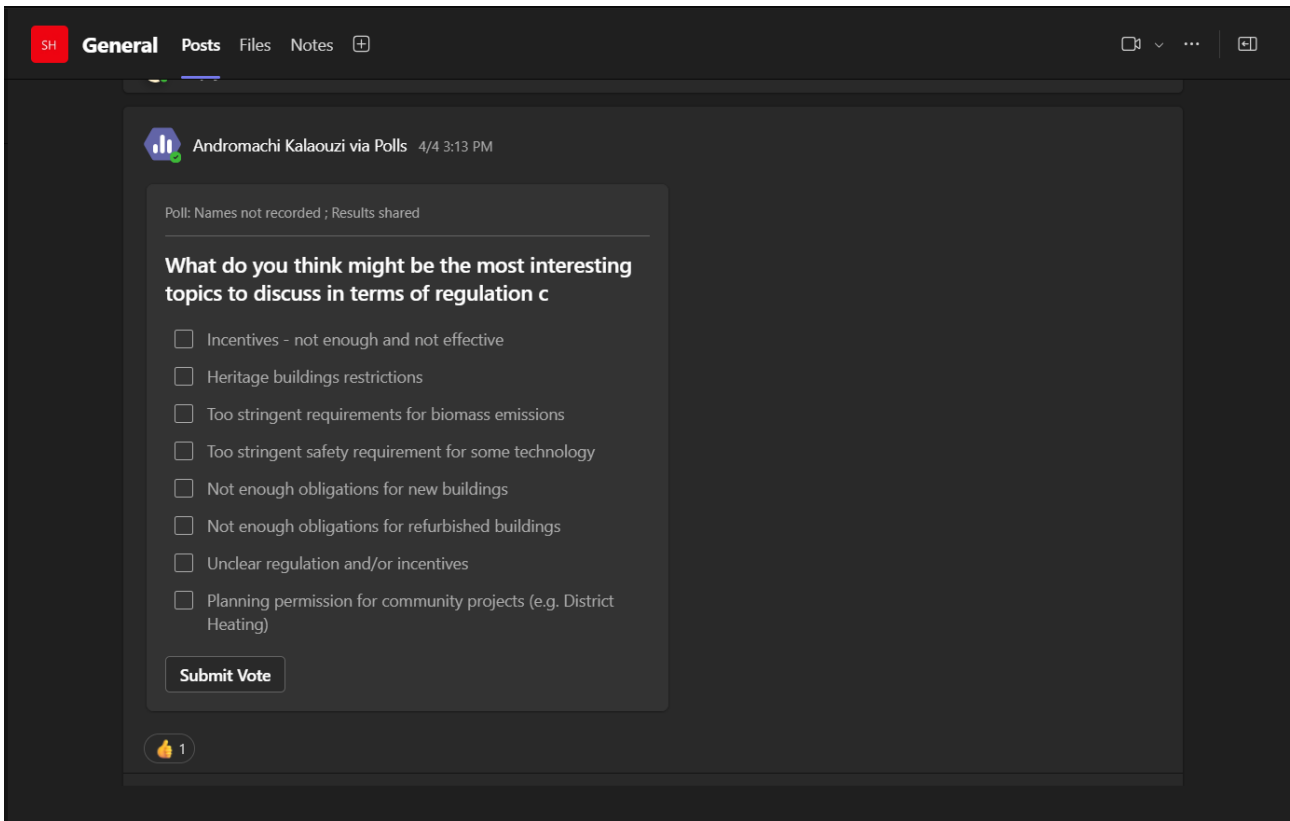 SH General Posts Files Notes
Andromachi Kalaouzi via Polls 4/4 3:13 PM
Poll: Names not recorded ; Results shared
What do you think might be the most interesting
topics to discuss in terms of regulation c
Incentives - not enough and not effective
Heritage buildings restrictions
Too stringent requirements for biomass emissions
Too stringent safety requirement for some technology
Not enough obligations for new buildings
Not enough obligations for refurbished buildings
Unclear regulation and/or incentives
Planning permission for community projects (e.g. District
Heating)
Submit Vote
👍 1